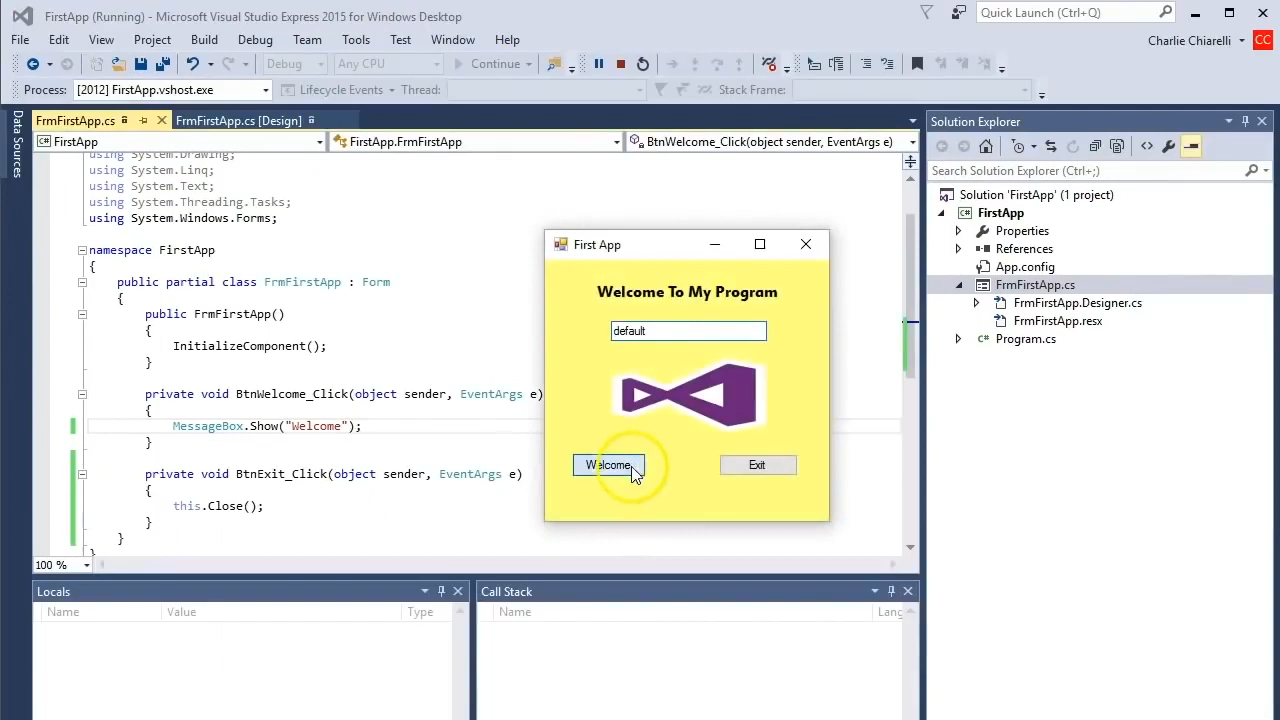 FirstApp (Running) - Microsoft Visual Studio Express 2015 for Windows Desktop
Quick Launch (Ctrl+Q)
File Edit View Project Build Debug Team Tools Test Window Help
Charlie Chiarelli CC
Debug Any CPU Continue
Process: [2012] FirstApp.vshost.exe Lifecycle Events Thread: Stack Frame:
Data Sources
FrmFirstApp.cs FrmFirstApp.cs [Design]
FirstApp FirstApp.FrmFirstApp BtnWelcome_Click(object sender, EventArgs e)
using System.Drawing;
using System.Linq;
using System.Text;
using System.Threading.Tasks;
using System.Windows.Forms;
namespace FirstApp
{
public partial class FrmFirstApp : Form
{
public FrmFirstApp()
{
InitializeComponent();
}
private void BtnWelcome_Click(object sender, EventArgs e)
{
MessageBox.Show("Welcome");
}
private void BtnExit_Click(object sender, EventArgs e)
{
this.Close();
}
}
}
100 %
First App
Welcome To My Program
default
Welcome
Exit
Solution Explorer
Search Solution Explorer (Ctrl+;)
Solution 'FirstApp' (1 project)
FirstApp
Properties
References
App.config
FrmFirstApp.cs
FrmFirstApp.Designer.cs
FrmFirstApp.resx
Program.cs
Locals
Name Value Type
Call Stack
Name Lang